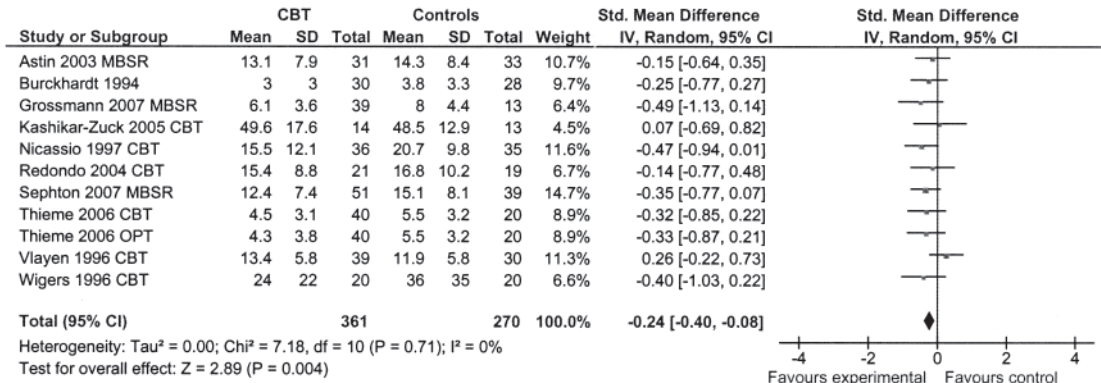 CBT Controls Std. Mean Difference Std. Mean Difference
Study or Subgroup Mean SD Total Mean SD Total Weight IV, Random, 95% CI IV, Random, 95% CI
Astin 2003 MBSR 13.1 7.9 31 14.3 8.4 33 10.7% -0.15 [-0.64, 0.35]
Burckhardt 1994 3 3 30 3.8 3.3 28 9.7% -0.25 [-0.77, 0.27]
Grossmann 2007 MBSR 6.1 3.6 39 8 4.4 13 6.4% -0.49 [-1.13, 0.14]
Kashikar-Zuck 2005 CBT 49.6 17.6 14 48.5 12.9 13 4.5% 0.07 [-0.69, 0.82]
Nicassio 1997 CBT 15.5 12.1 36 20.7 9.8 35 11.6% -0.47 [-0.94, 0.01]
Redondo 2004 CBT 15.4 8.8 21 16.8 10.2 19 6.8% -0.14 [-0.77, 0.48]
Sephton 2007 MBSR 12.4 7.4 51 15.1 8.1 39 14.7% -0.35 [-0.77, 0.07]
Thieme 2006 CBT 4.5 3.1 40 5.5 3.2 20 8.9% -0.32 [-0.85, 0.22]
Thieme 2006 OPT 4.3 3.8 40 5.5 3.2 20 8.9% -0.33 [-0.87, 0.21]
Vlayen 1996 CBT 13.4 5.8 39 11.9 5.8 30 11.3% 0.26 [-0.22, 0.73]
Wigers 1996 CBT 24 22 20 36 35 20 6.6% -0.40 [-1.03, 0.22]
Total (95% CI) 361 270 100.0% -0.24 [-0.40, -0.08]
Heterogeneity: Tau² = 0.00; Chi² = 7.18, df = 10 (P = 0.71); I² = 0%
Test for overall effect: Z = 2.89 (P = 0.004)
-4 -2 0 2 4
Favours experimental Favours control